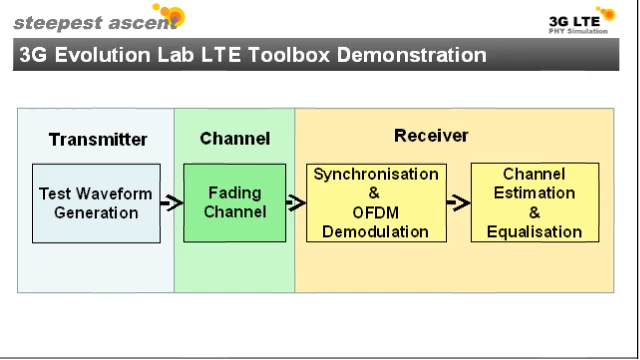 steepest ascent
3G LTE
PHY Simulation
3G Evolution Lab LTE Toolbox Demonstration
Transmitter
Channel
Receiver
Test Waveform
Generation
Fading
Channel
Synchronisation
&
OFDM
Demodulation
Channel
Estimation
&
Equalisation